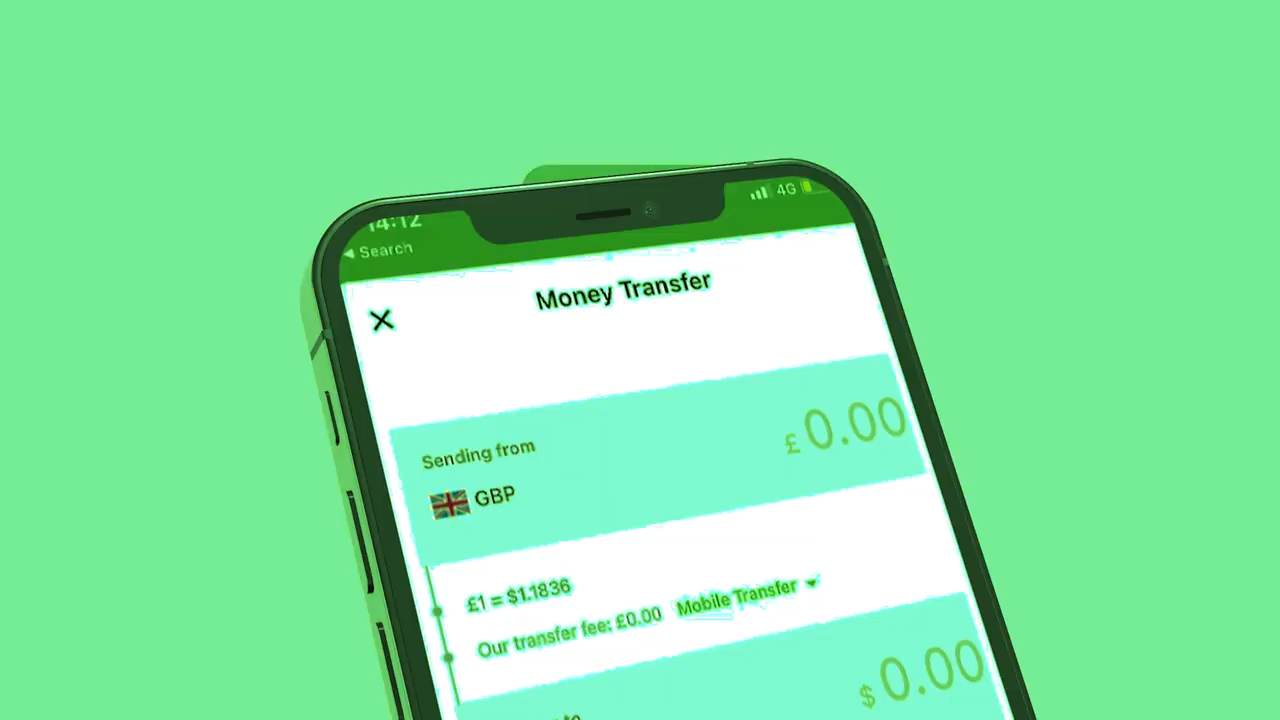 14:12
4G
◀ Search
Money Transfer
Sending from
£0.00
GBP
£1 = $1.1836
Our transfer fee: £0.00 Mobile Transfer
$0.00